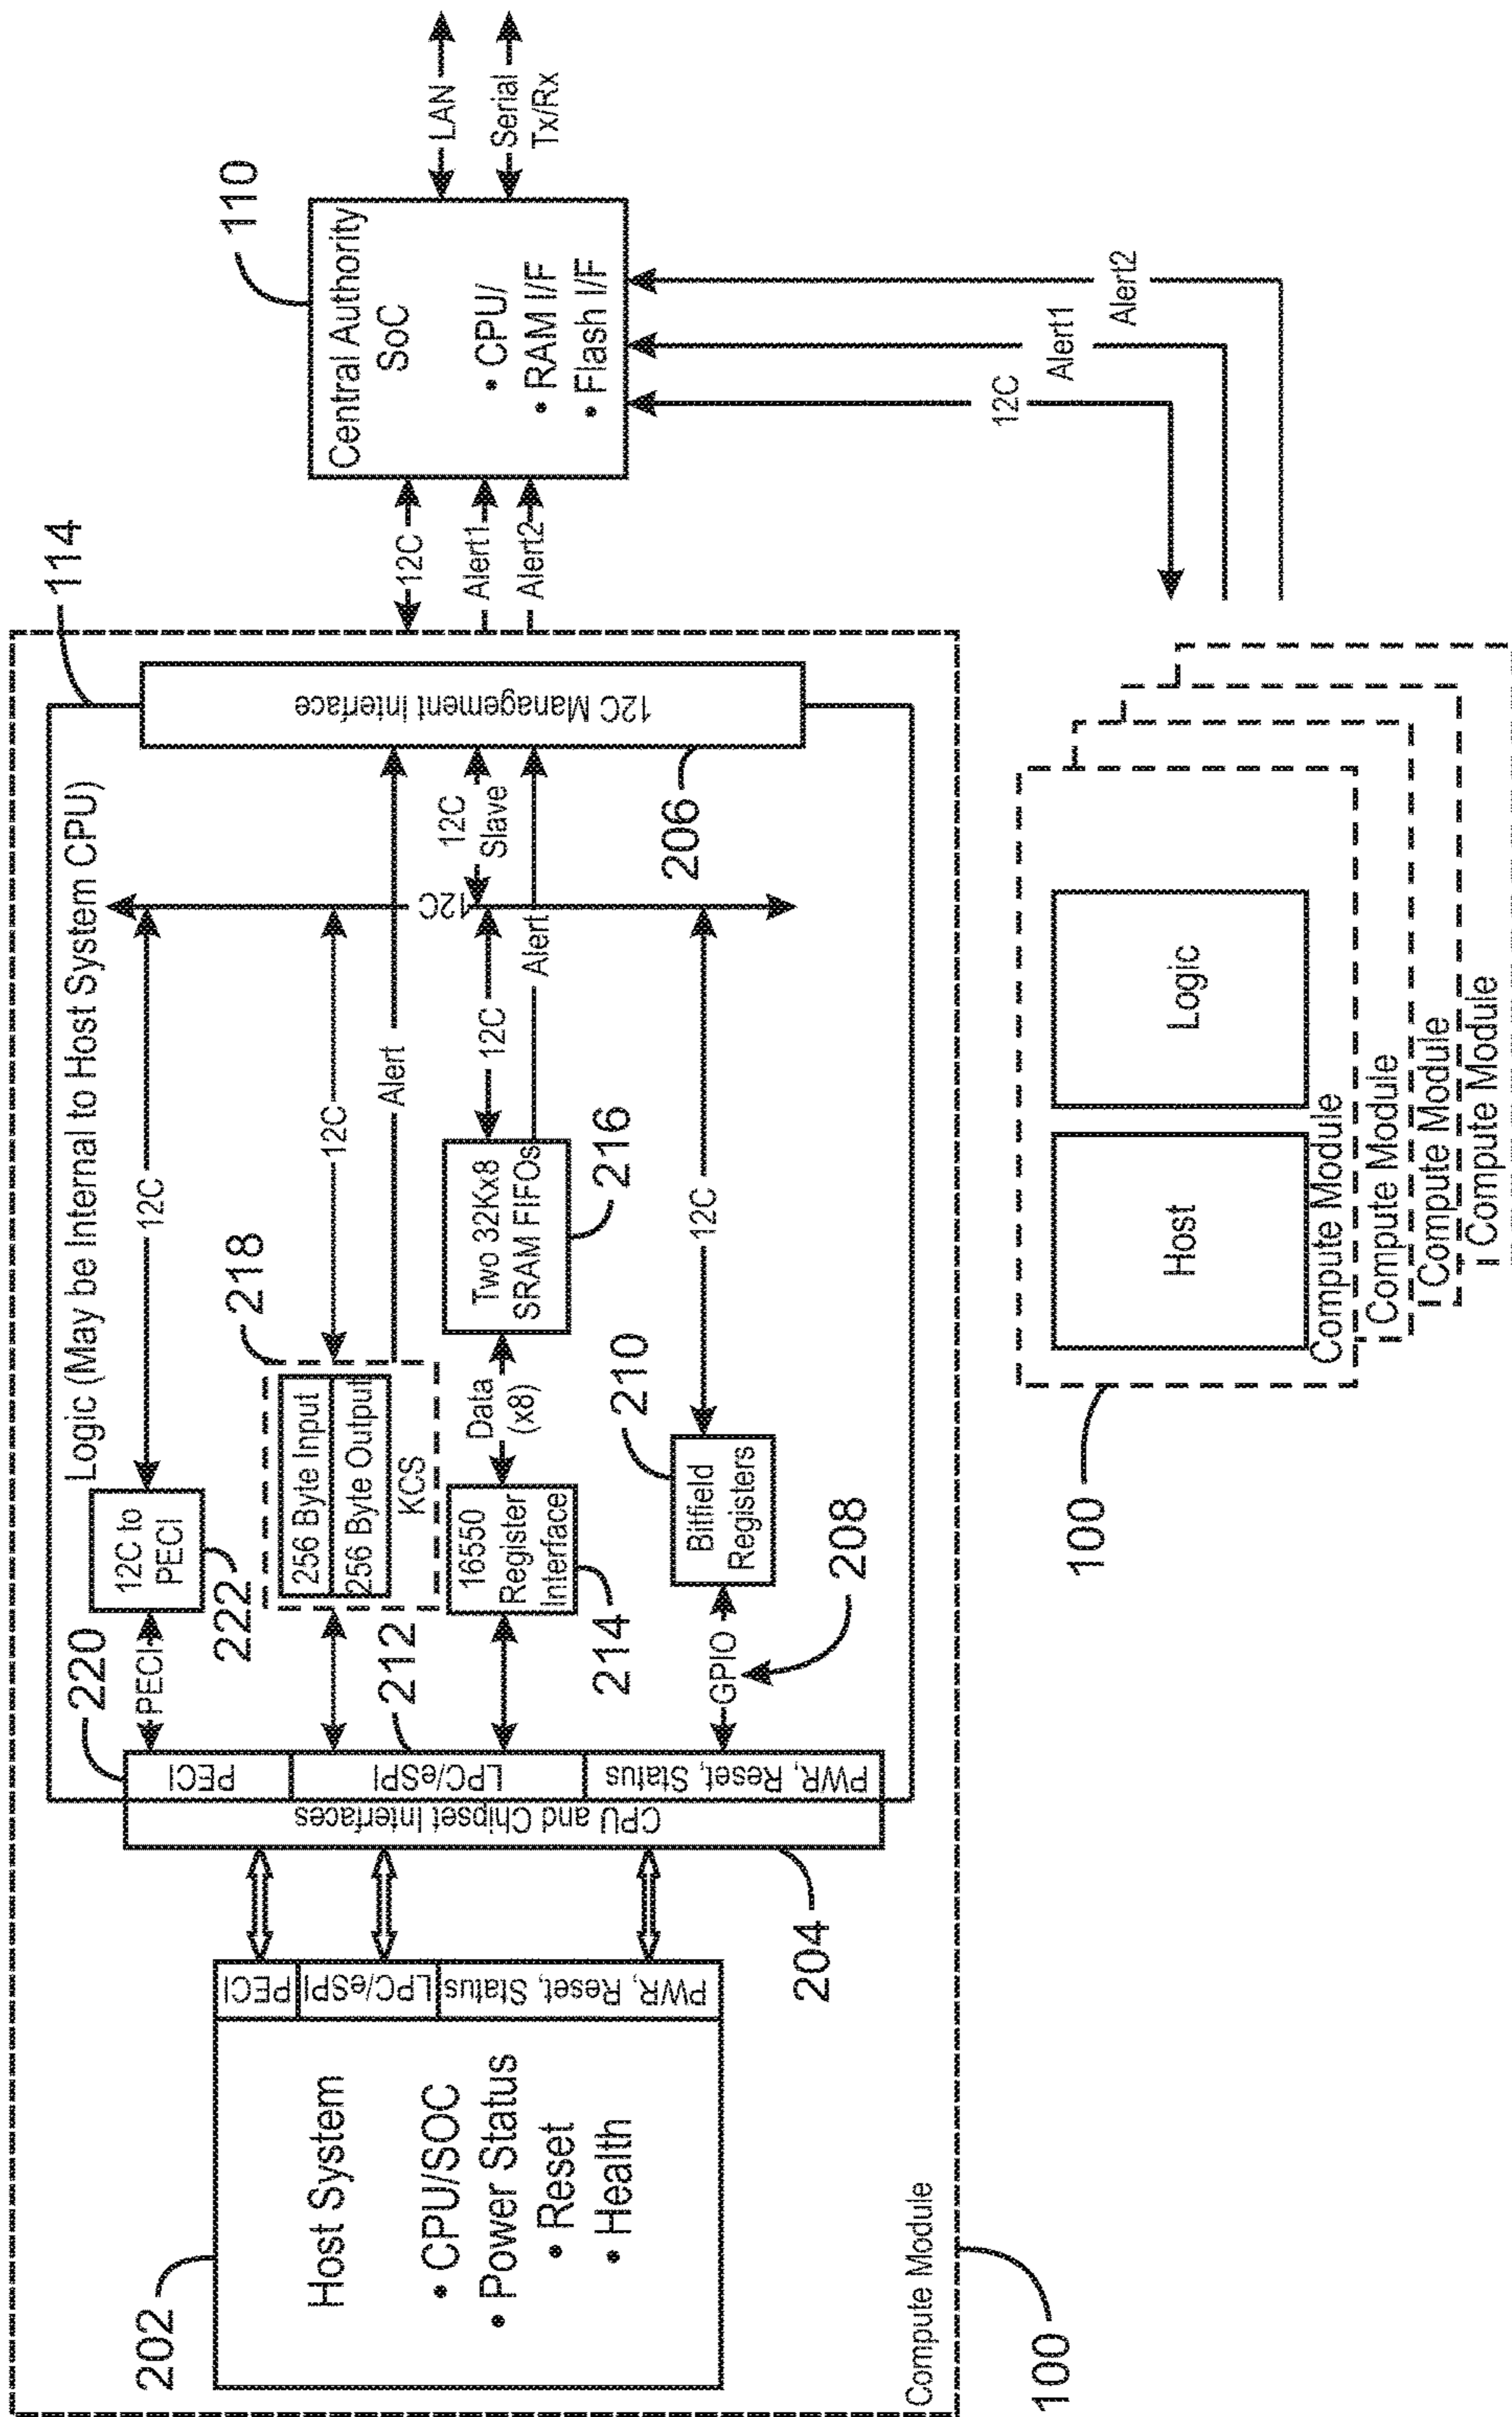 Compute Module
100
202
Host System
• CPU/SOC
• Power Status
• Reset
• Health
PECI
LPC/eSPI
PWR, Reset, Status
204
CPU and Chipset Interfaces
PECI
LPC/eSPI
PWR, Reset, Status
220
212
Logic (May be Internal to Host System CPU)
114
PECI
12C to
PECI
222
12C
218
256 Byte Input
256 Byte Output
KCS
12C
Alert
16550
Register
Interface
214
Data
(x8)
Two 32Kx8
SRAM FIFOs
216
12C
Alert
GPIO
208
Bitfield
Registers
210
12C
12C
12C
Slave
12C Management Interface
206
12C
Alert1
Alert2
110
Central Authority
SoC
• CPU/
• RAM I/F
• Flash I/F
LAN
Serial
Tx/Rx
12C
Alert1
Alert2
100
Host
Logic
Compute Module
Compute Module
Compute Module
Compute Module